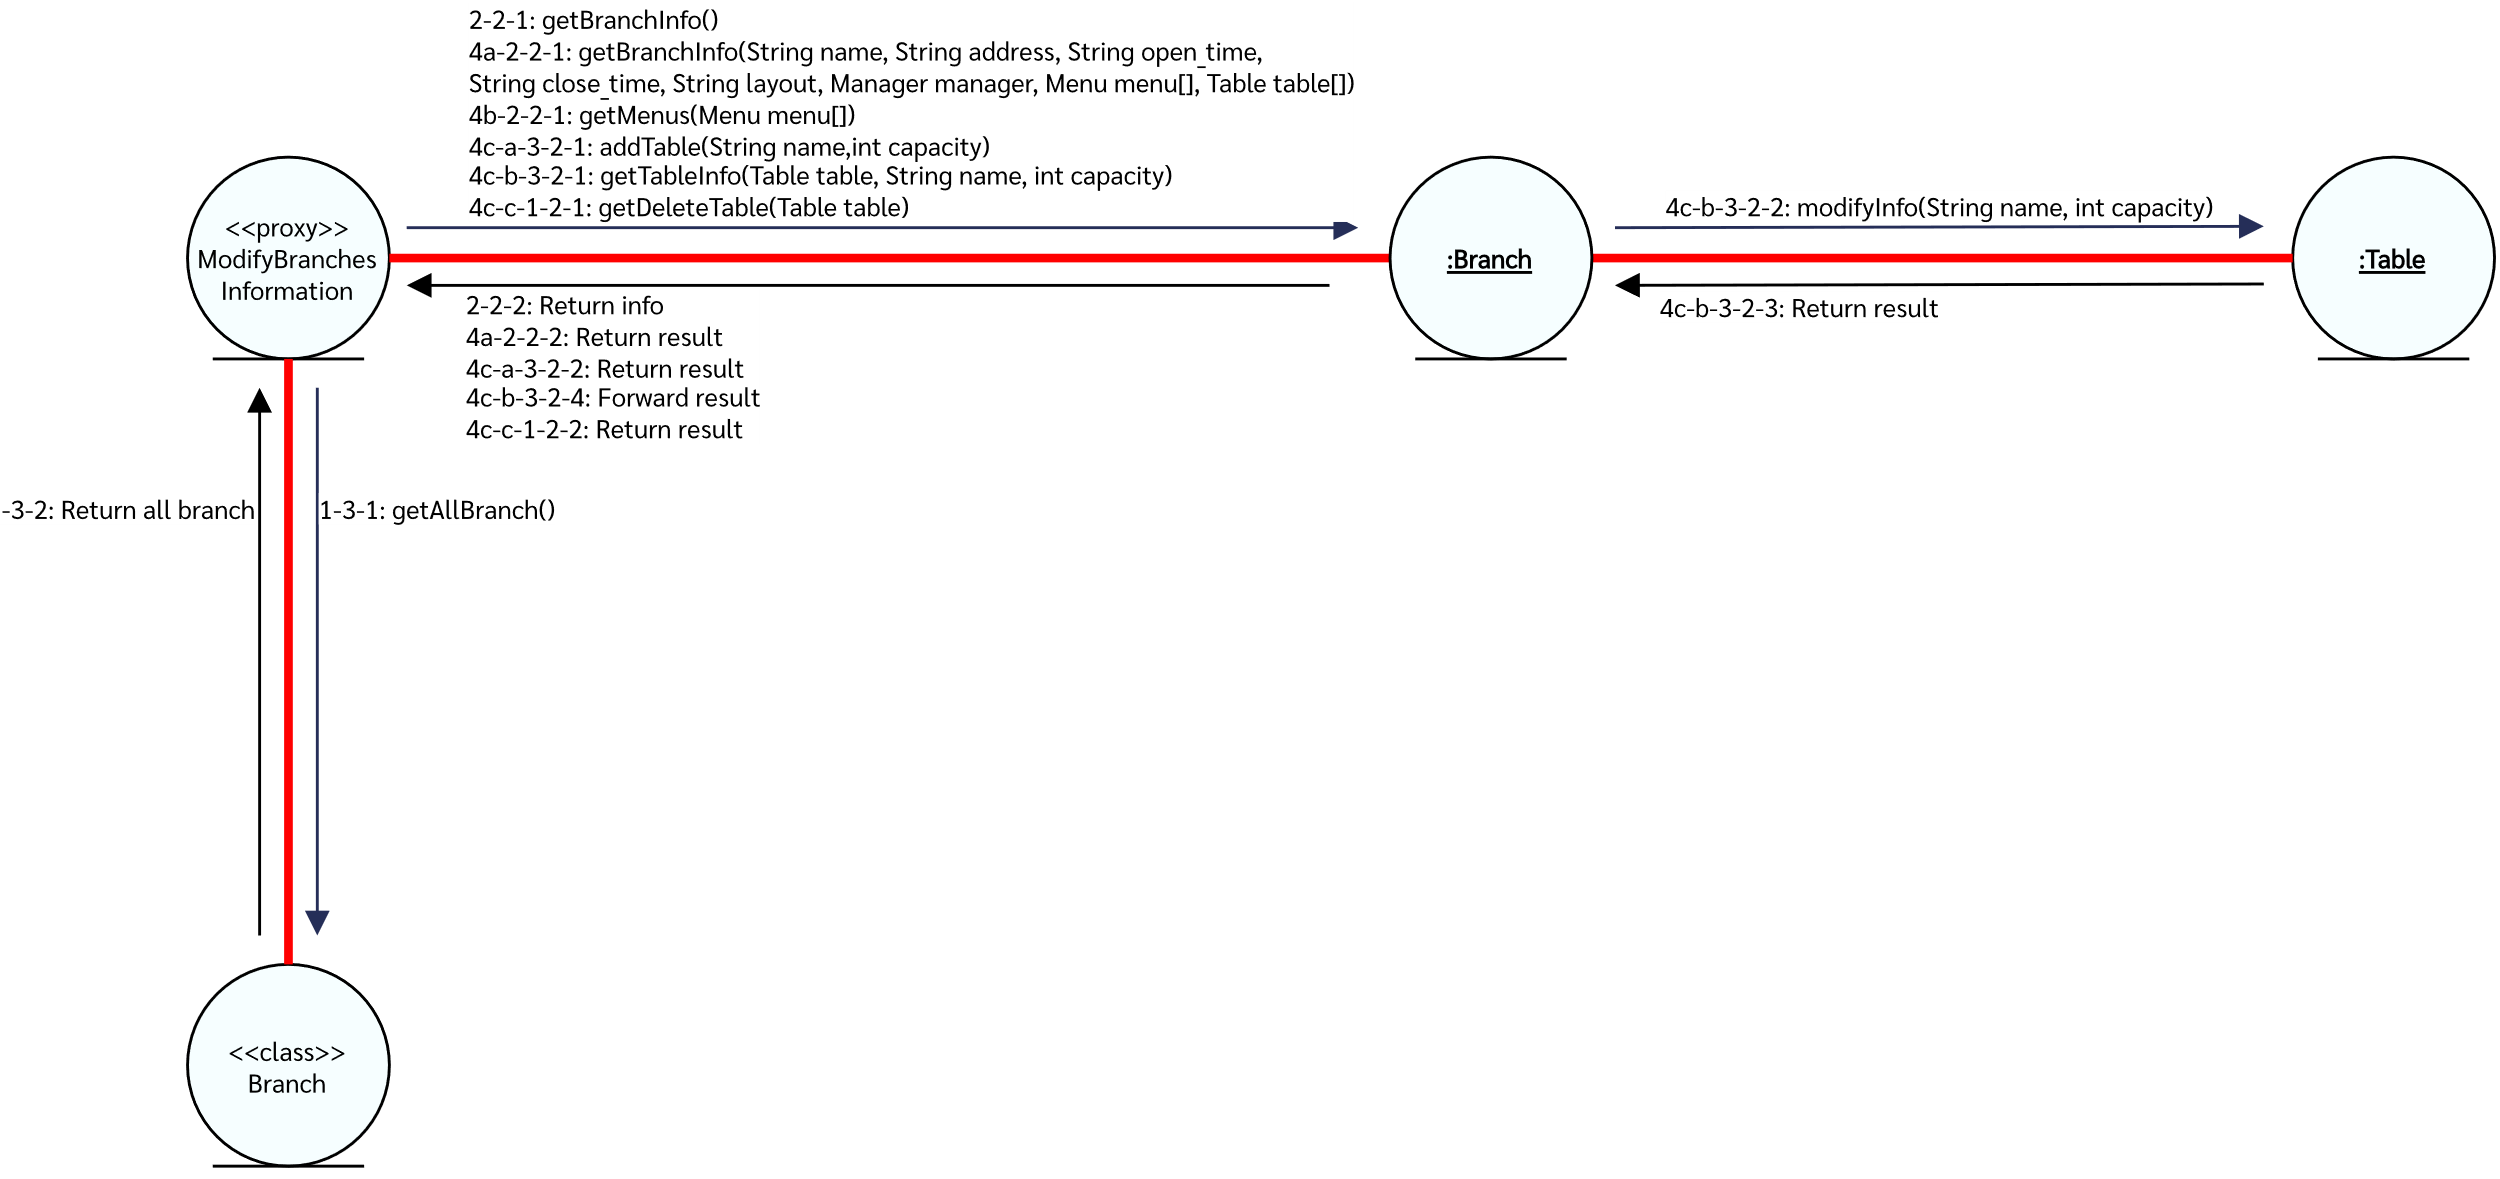 2-2-1: getBranchInfo()
4a-2-2-1: getBranchInfo(String name, String address, String open_time,
String close_time, String layout, Manager manager, Menu menu[], Table table[])
4b-2-2-1: getMenus(Menu menu[])
4c-a-3-2-1: addTable(String name,int capacity)
4c-b-3-2-1: getTableInfo(Table table, String name, int capacity)
4c-c-1-2-1: getDeleteTable(Table table)
4c-b-3-2-2: modifyInfo(String name, int capacity)
<<proxy>>
ModifyBranches
Information
:Branch
:Table
2-2-2: Return info
4a-2-2-2: Return result
4c-a-3-2-2: Return result
4c-b-3-2-4: Forward result
4c-c-1-2-2: Return result
4c-b-3-2-3: Return result
-3-2: Return all branch
1-3-1: getAllBranch()
<<class>>
Branch